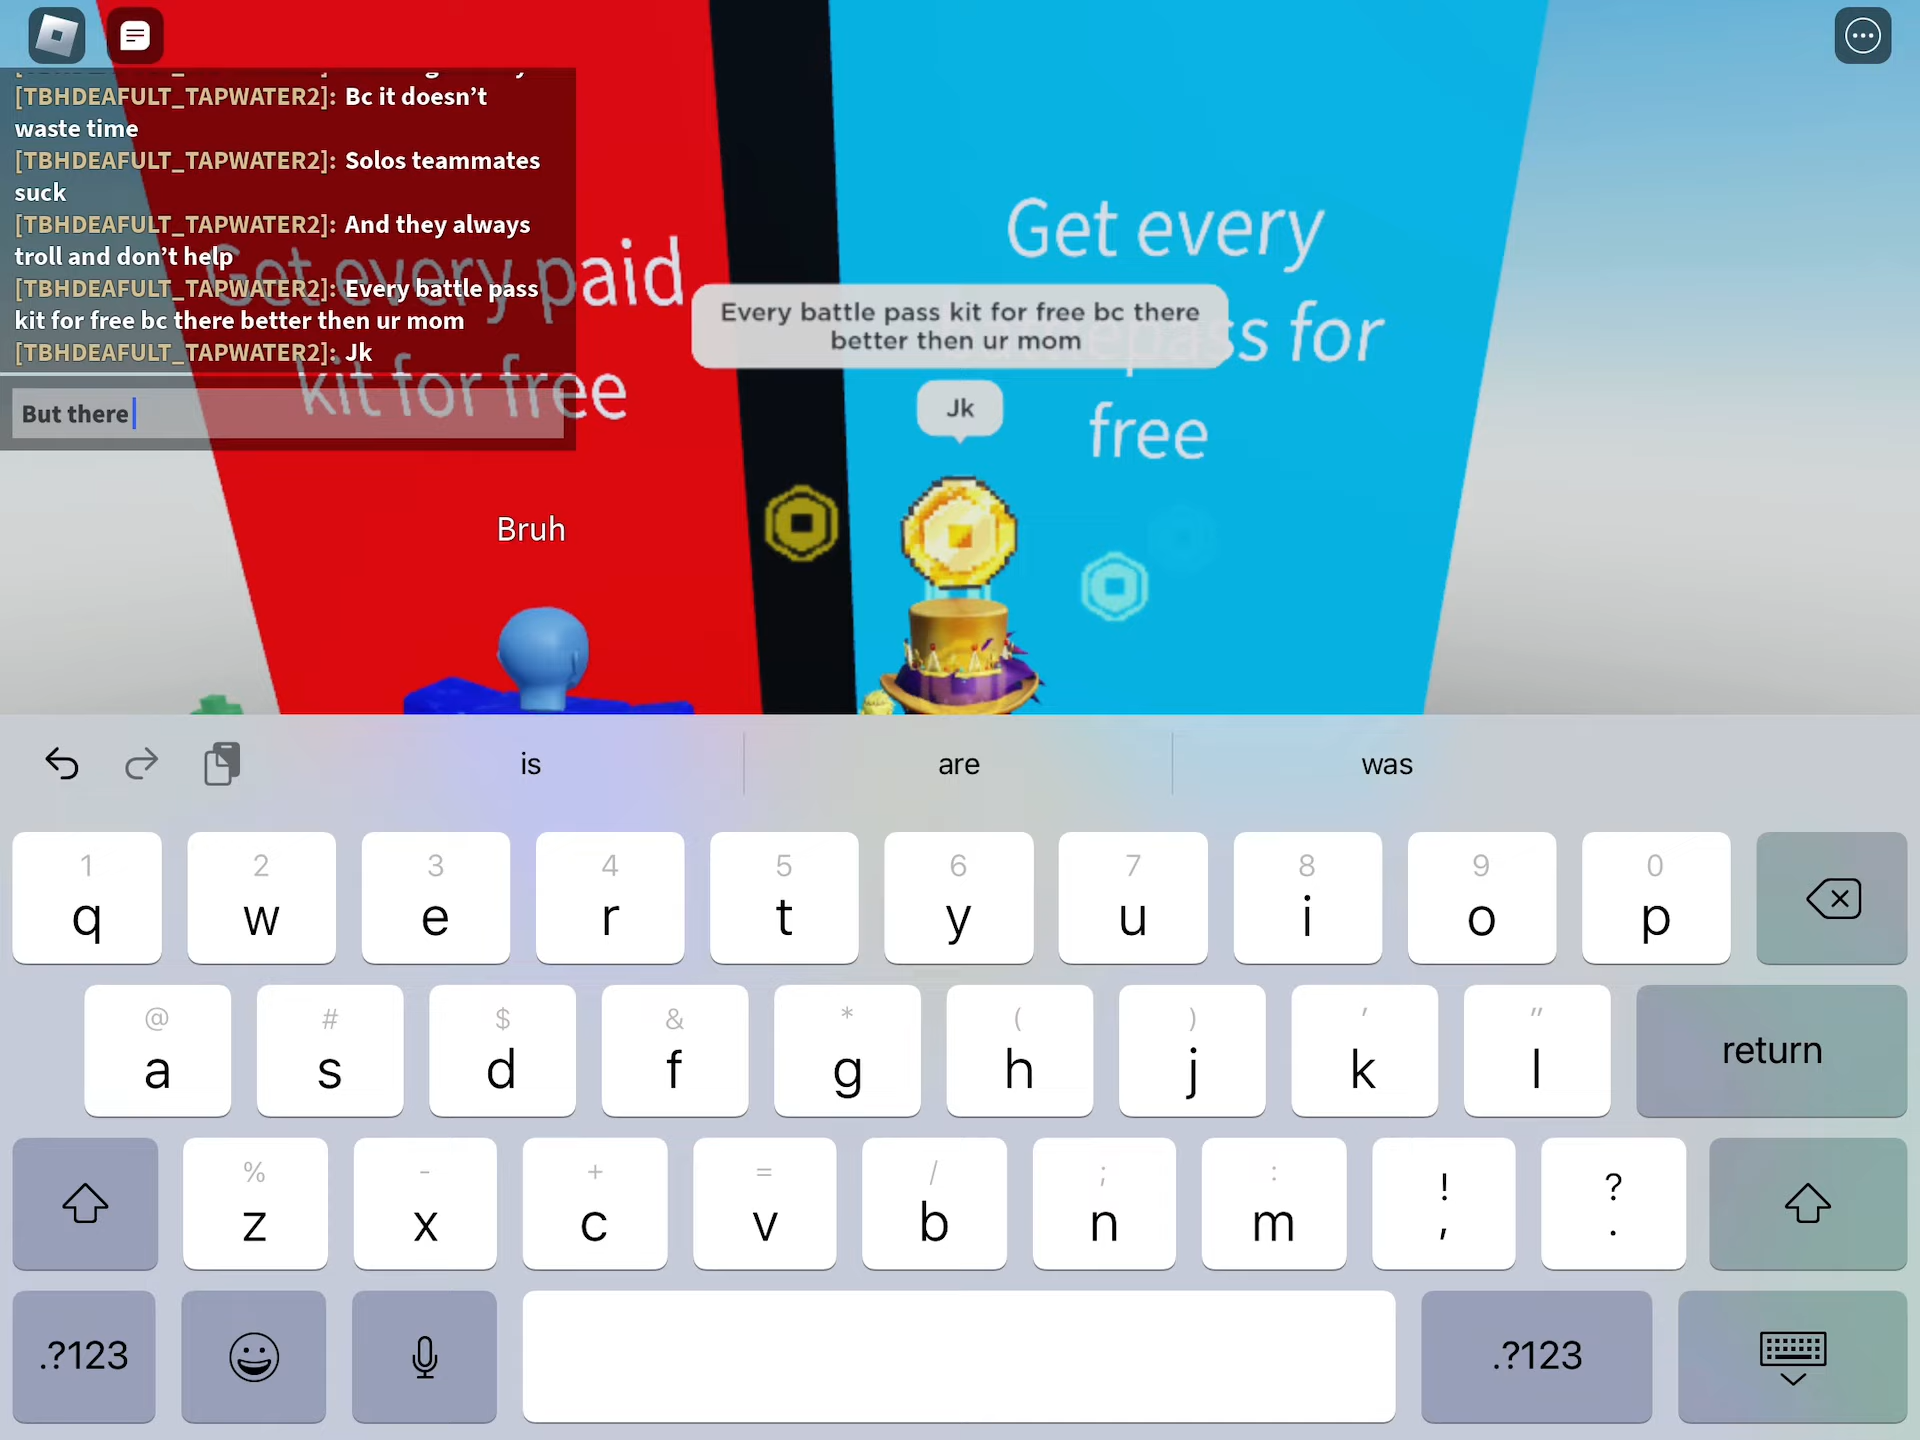 [TBHDEAFULT_TAPWATER2]: Bc it doesn’t
waste time
[TBHDEAFULT_TAPWATER2]: Solos teammates
suck
[TBHDEAFULT_TAPWATER2]: And they always
troll and don’t help
[TBHDEAFULT_TAPWATER2]: Every battle pass
kit for free bc there better then ur mom
[TBHDEAFULT_TAPWATER2]: Jk
But there
Get every paid
kit for free
Bruh
Every battle pass kit for free bc there
better then ur mom
Jk
Get every
battlepass for
free
is are was
1 2 3 4 5 6 7 8 9 0
q w e r t y u i o p
@ # $ & * ( ) ' "
a s d f g h j k l return
% - + = / ; : ! ?
z x c v b n m , .
.?123 .?123